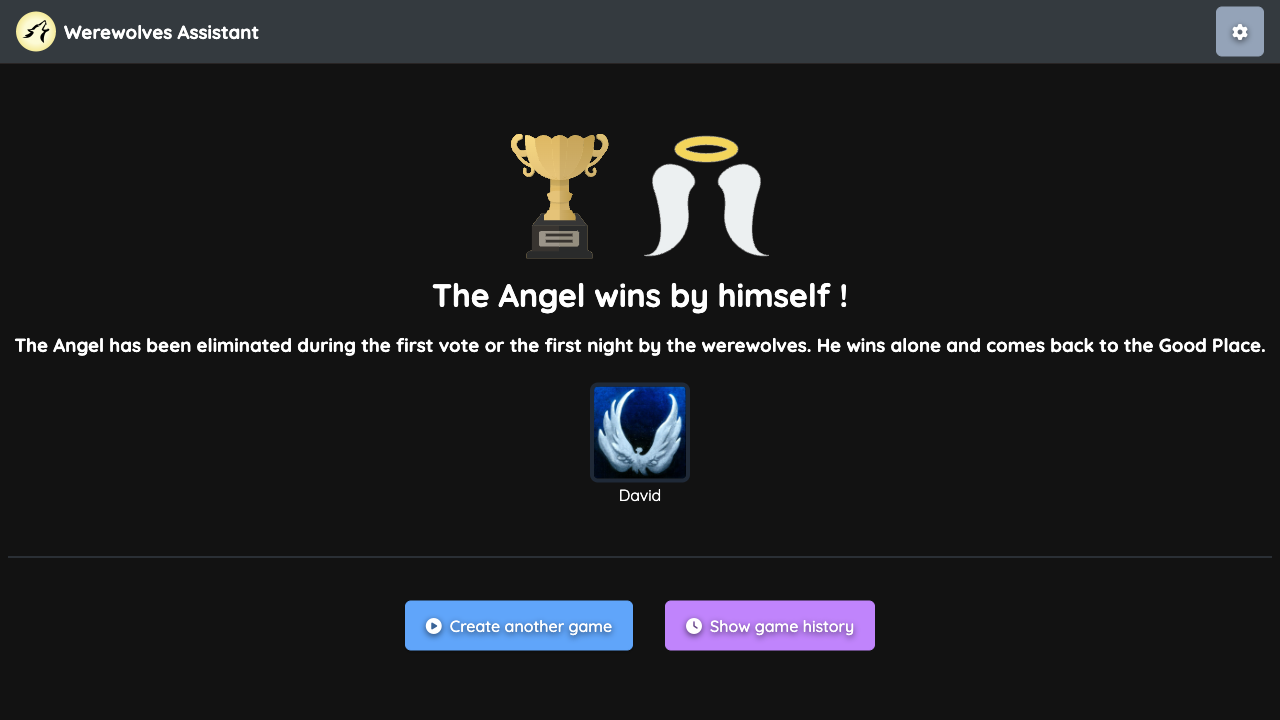 Werewolves Assistant
The Angel wins by himself !
The Angel has been eliminated during the first vote or the first night by the werewolves. He wins alone and comes back to the Good Place.
David
Create another game
Show game history